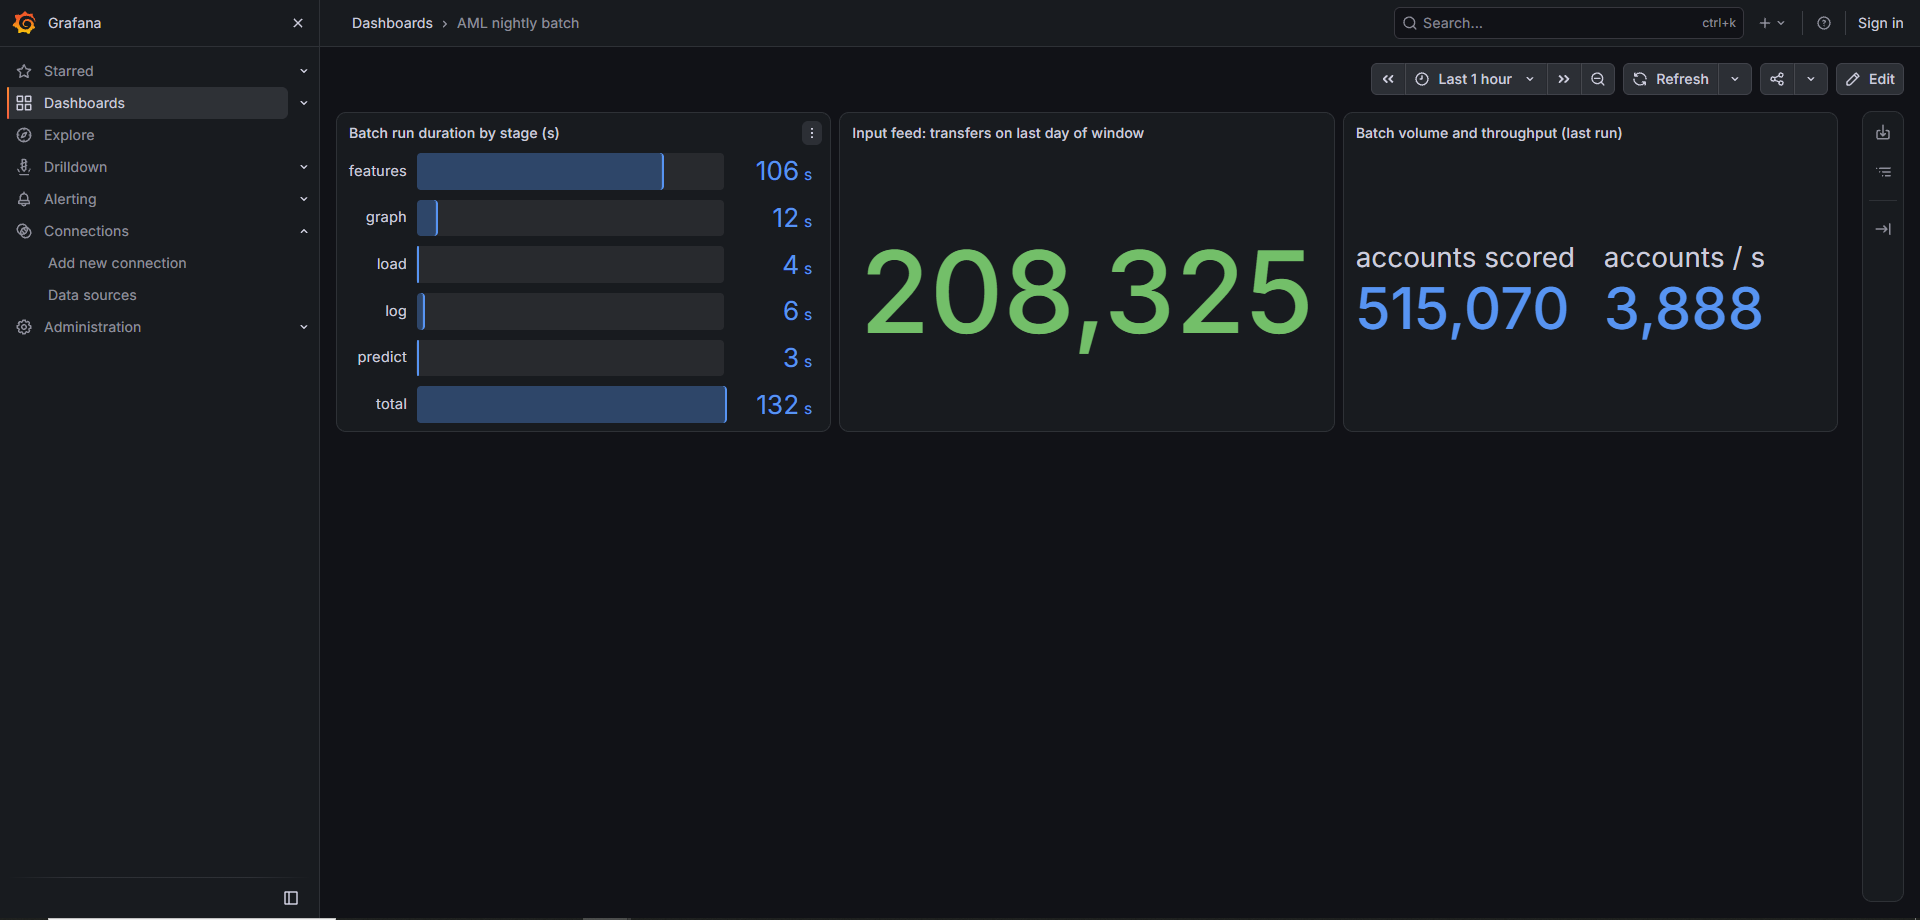 Grafana
Dashboards › AML nightly batch
Search...
ctrl+k
Sign in
Starred
Dashboards
Explore
Drilldown
Alerting
Connections
Add new connection
Data sources
Administration
Last 1 hour
Refresh
Edit
Batch run duration by stage (s)
features 106 s
graph 12 s
load 4 s
log 6 s
predict 3 s
total 132 s
Input feed: transfers on last day of window
208,325
Batch volume and throughput (last run)
accounts scored accounts / s
515,070 3,888